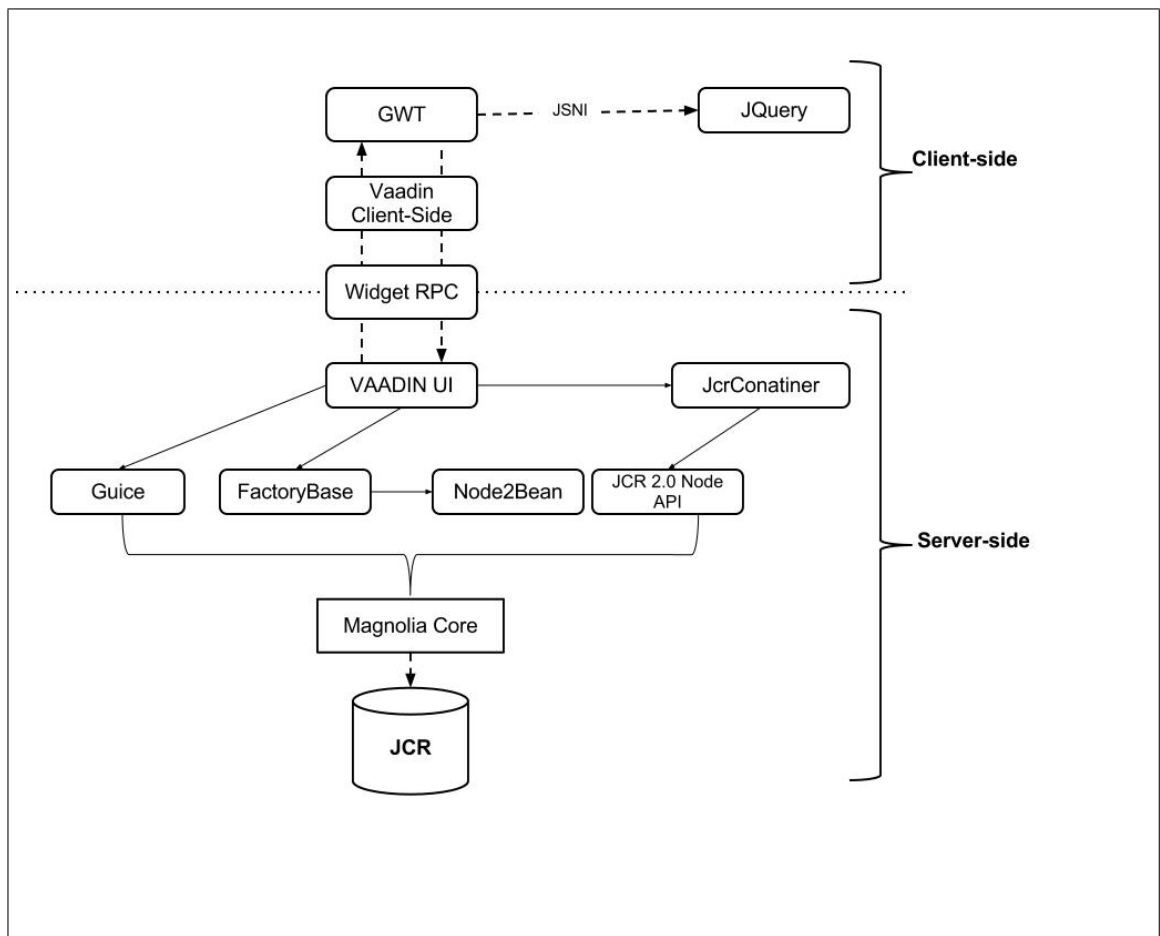 GWT
JSNI
JQuery
Client-side
Vaadin
Client-Side
Widget RPC
VAADIN UI
JcrConatiner
Guice
FactoryBase
Node2Bean
JCR 2.0 Node
API
Server-side
Magnolia Core
JCR